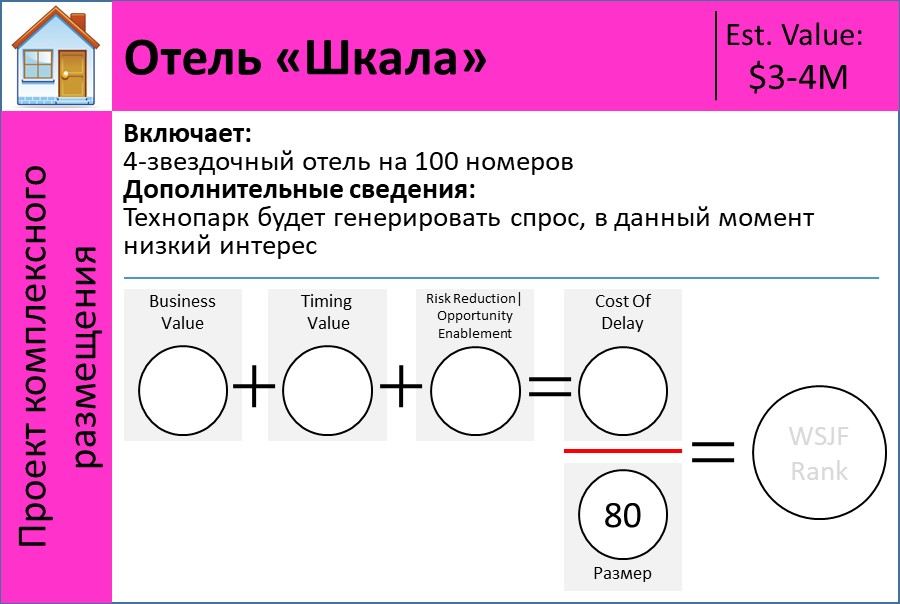 Отель «Шкала»
Est. Value:
$3-4M
Проект комплексного
размещения
Включает:
4-звездочный отель на 100 номеров
Дополнительные сведения:
Технопарк будет генерировать спрос, в данный момент
низкий интерес
Business
Value
+
Timing
Value
+
Risk Reduction|
Opportunity
Enablement
=
Cost Of
Delay
80
Размер
=
WSJF
Rank